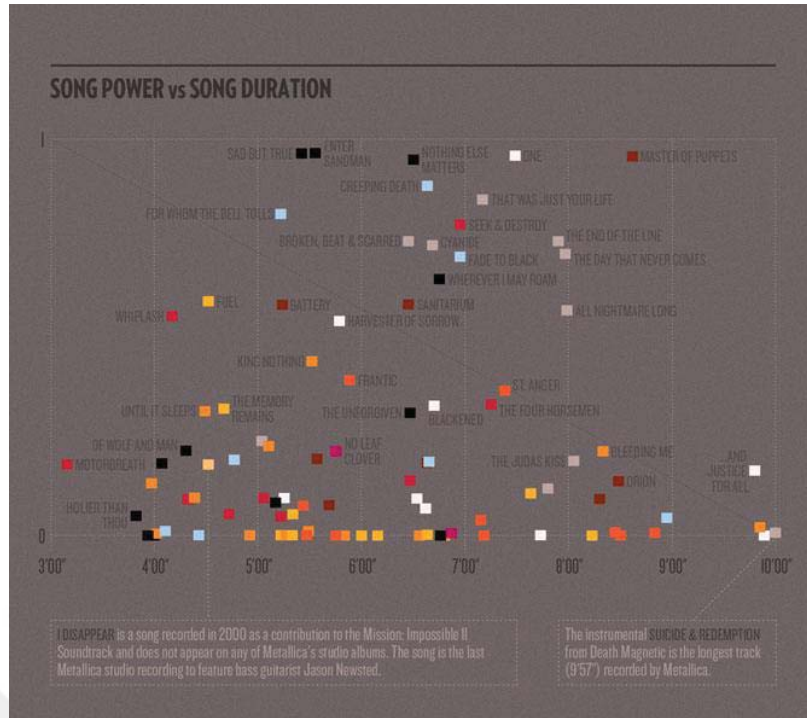 SONG POWER vs SONG DURATION
1
SAD BUT TRUE
ENTER
SANDMAN
NOTHING ELSE
MATTERS
ONE
MASTER OF PUPPETS
CREEPING DEATH
THAT WAS JUST YOUR LIFE
FOR WHOM THE BELL TOLLS
SEEK & DESTROY
BROKEN, BEAT & SCARRED
CYANIDE
THE END OF THE LINE
FADE TO BLACK
THE DAY THAT NEVER COMES
WHEREVER I MAY ROAM
FUEL
BATTERY
SANITARIUM
ALL NIGHTMARE LONG
WHIPLASH
HARVESTER OF SORROW
KING NOTHING
FRANTIC
ST. ANGER
UNTIL IT SLEEPS
THE MEMORY
REMAINS
THE UNFORGIVEN
BLACKENED
THE FOUR HORSEMEN
OF WOLF AND MAN
NO LEAF
CLOVER
BLEEDING ME
MOTORBREATH
THE JUDAS KISS
...AND
JUSTICE
FOR ALL
ORION
HOLIER THAN
THOU
0
3'00" 4'00" 5'00" 6'00" 7'00" 8'00" 9'00" 10'00"
I DISAPPEAR is a song recorded in 2000 as a contribution to the Mission: Impossible II
Soundtrack and does not appear on any of Metallica's studio albums. The song is the last
Metallica studio recording to feature bass guitarist Jason Newsted.
The instrumental SUICIDE & REDEMPTION
from Death Magnetic is the longest track
(9'57") recorded by Metallica.